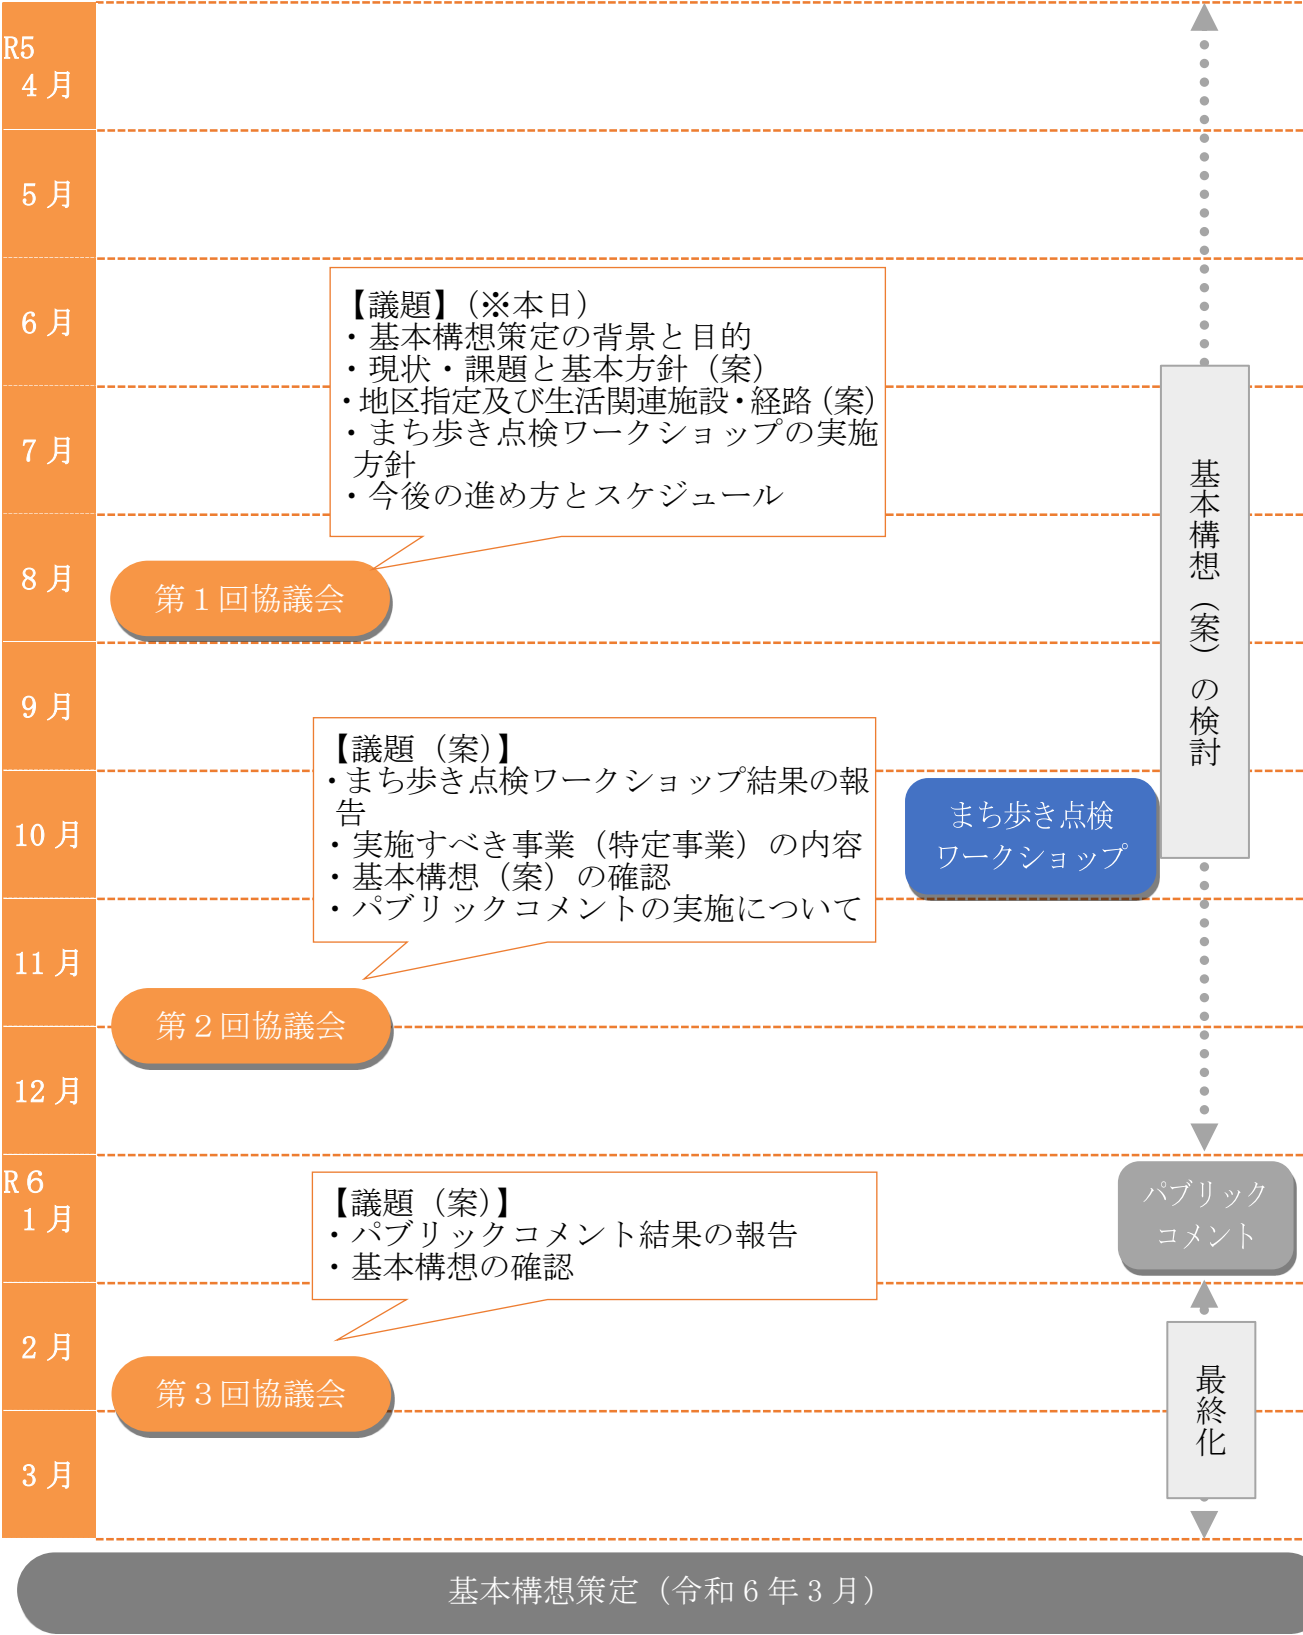 R5
4月
5月
6月
【議題】(※本日)
・基本構想策定の背景と目的
・現状・課題と基本方針（案）
・地区指定及び生活関連施設・経路（案）
・まち歩き点検ワークショップの実施
方針
・今後の進め方とスケジュール
7月
8月
第１回協議会
基本構想（案）の検討
9月
【議題（案）】
・まち歩き点検ワークショップ結果の報
告
・実施すべき事業（特定事業）の内容
・基本構想（案）の確認
・パブリックコメントの実施について
まち歩き点検
ワークショップ
10月
11月
第２回協議会
12月
R６
1月
【議題（案）】
・パブリックコメント結果の報告
・基本構想の確認
パブリック
コメント
2月
第３回協議会
最終化
3月
基本構想策定（令和６年３月）